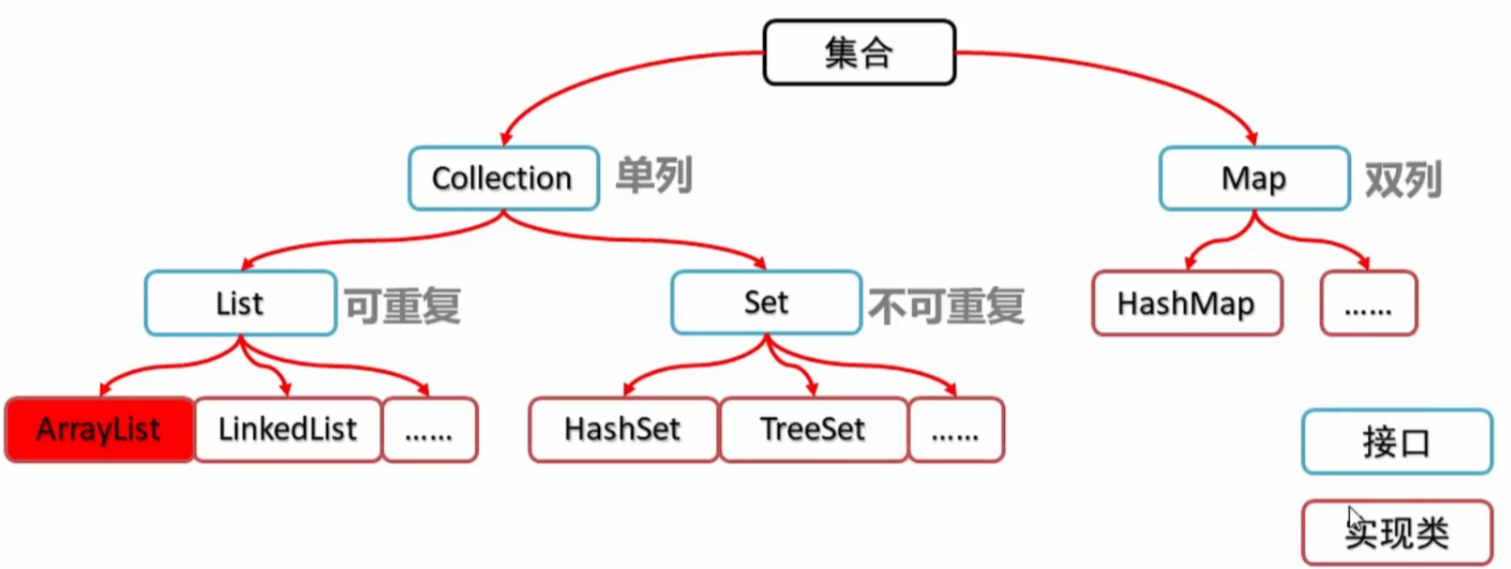 集合
Collection 单列
Map 双列
List 可重复
Set 不可重复
HashMap
……
ArrayList
LinkedList
……
HashSet
TreeSet
……
接口
实现类